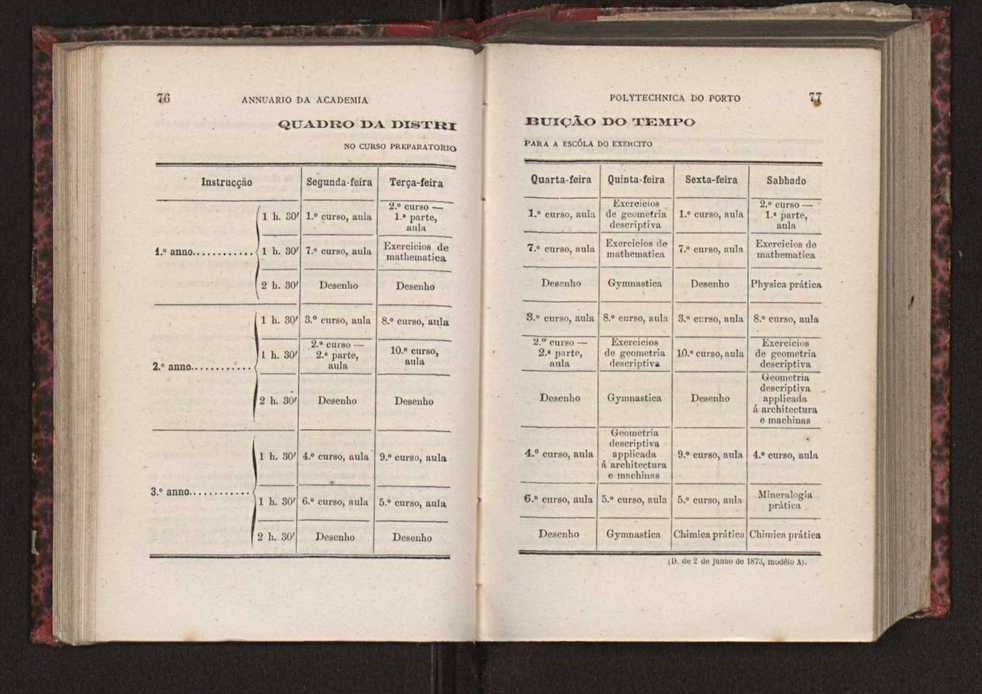 76
ANNUARIO DA ACADEMIA
QUADRO DA DISTRI
NO CURSO PREPARATORIO
Instrucção Segunda-feira Terça-feira
1.º anno............
1 h. 30′ 1.º curso, aula
2.º curso —
1.ª parte,
aula
1 h. 30′ 7.º curso, aula
Exercicios de
mathematica
2 h. 30′ Desenho Desenho
2.º anno............
1 h. 30′ 3.º curso, aula 8.º curso, aula
1 h. 30′
2.º curso —
2.ª parte,
aula
10.º curso,
aula
2 h. 30′ Desenho Desenho
3.º anno............
1 h. 30′ 4.º curso, aula 9.º curso, aula
1 h. 30′ 6.º curso, aula 5.º curso, aula
2 h. 30′ Desenho Desenho
POLYTECHNICA DO PORTO
77
BUIÇÃO DO TEMPO
PARA A ESCÓLA DO EXERCITO
Quarta-feira Quinta-feira Sexta-feira Sabbado
1.º curso, aula
Exercicios
de geometria
descriptiva
1.º curso, aula
2.º curso —
1.ª parte,
aula
7.º curso, aula
Exercicios de
mathematica
7.º curso, aula
Exercicios de
mathematica
Desenho Gymnastica Desenho Physica prática
3.º curso, aula 8.º curso, aula 3.º curso, aula 8.º curso, aula
2.º curso —
2.ª parte,
aula
Exercicios
de geometria
descriptiva
10.º curso, aula
Exercicios
de geometria
descriptiva
Desenho Gymnastica Desenho
Geometria
descriptiva
applicada
á architectura
e machinas
4.º curso, aula
Geometria
descriptiva
applicada
á architectura
e machinas
9.º curso, aula 4.º curso, aula
6.º curso, aula 5.º curso, aula 5.º curso, aula
Mineralogia
prática
Desenho Gymnastica Chimica prática Chimica prática
(D. de 2 de junho de 1873, modêlo A).